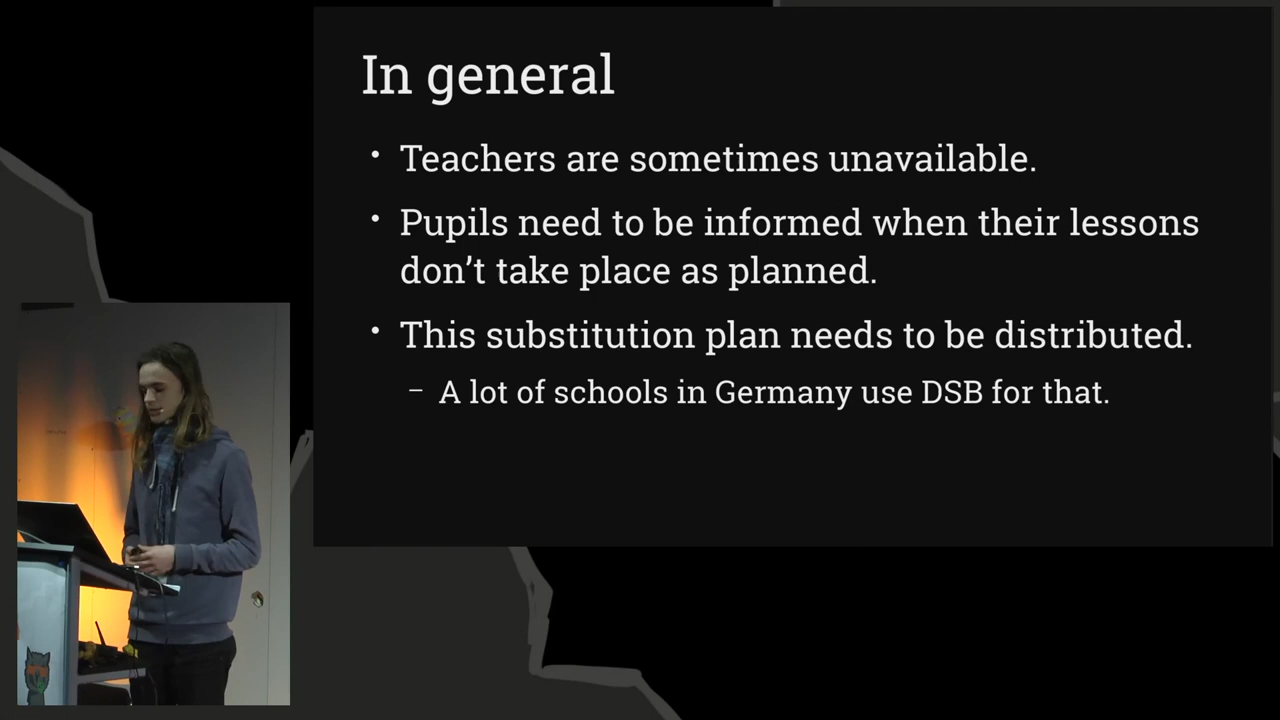 In general
• Teachers are sometimes unavailable.
• Pupils need to be informed when their lessons
don’t take place as planned.
• This substitution plan needs to be distributed.
– A lot of schools in Germany use DSB for that.